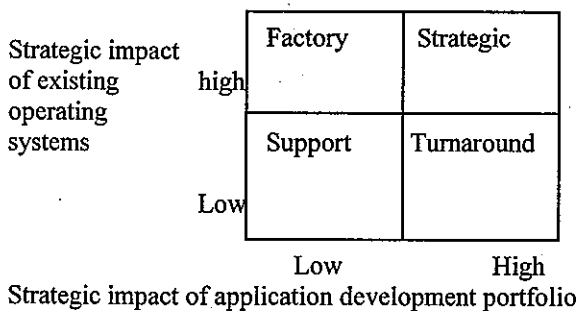 Factory Strategic
Strategic impact
of existing high
operating
systems
Support Turnaround
Low
Low High
Strategic impact of application development portfolio